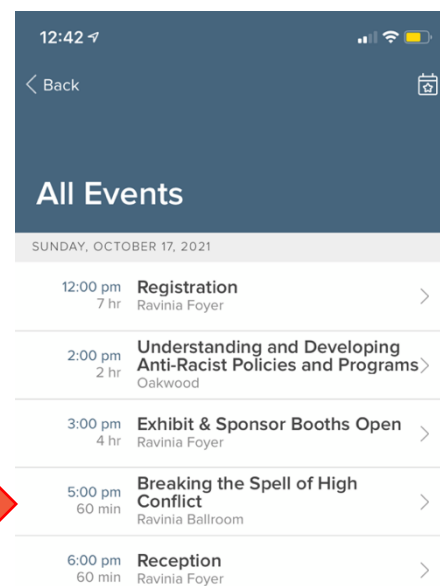 12:42
Back
All Events
SUNDAY, OCTOBER 17, 2021
12:00 pm Registration
7 hr Ravinia Foyer
Understanding and Developing
2:00 pm Anti-Racist Policies and Programs
2 hr Oakwood
3:00 pm Exhibit & Sponsor Booths Open
4 hr Ravinia Foyer
Breaking the Spell of High
5:00 pm Conflict
60 min Ravinia Ballroom
6:00 pm Reception
60 min Ravinia Foyer